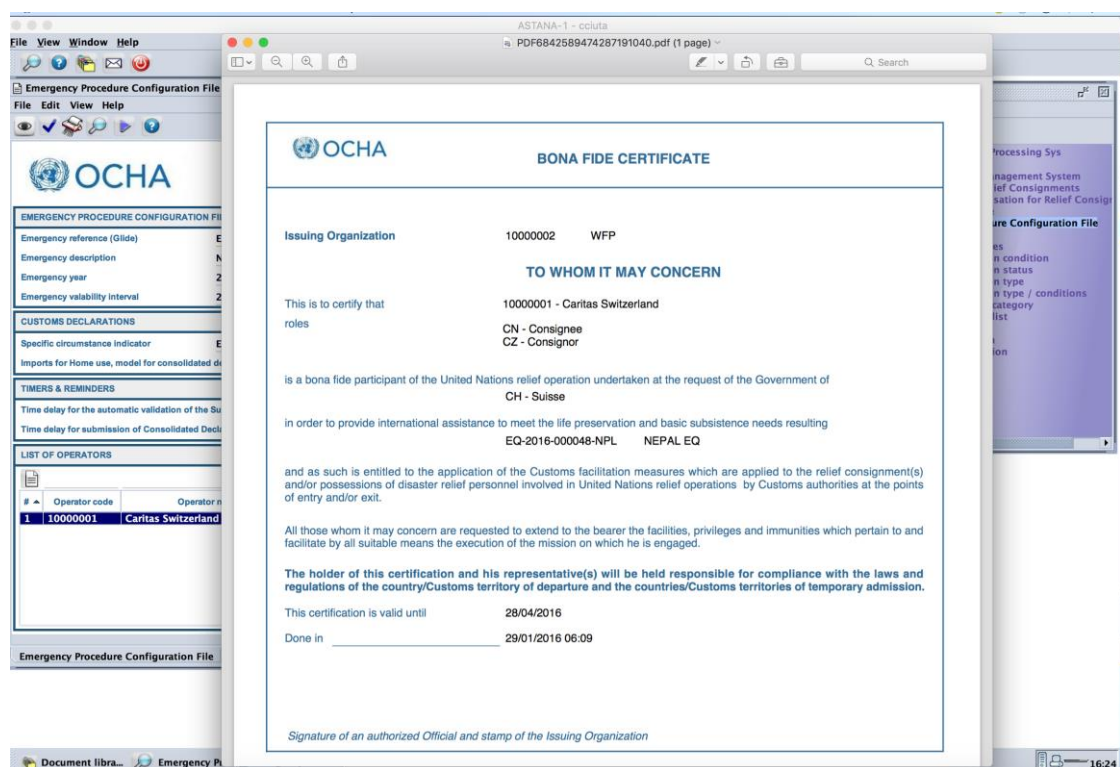 ASTANA-1 - cciuta
File View Window Help
Emergency Procedure Configuration File
File Edit View Help
OCHA
EMERGENCY PROCEDURE CONFIGURATION
Emergency reference (Glide)
Emergency description
Emergency year
Emergency valability interval
CUSTOMS DECLARATIONS
Specific circumstance indicator
Imports for Home use, model for consolidated
TIMERS & REMINDERS
Time delay for the automatic validation of the
Time delay for submission of Consolidated
LIST OF OPERATORS
# Operator code Operator
1 10000001 Caritas Switzerland
Emergency Procedure Configuration File
PDF6842589474287191040.pdf (1 page)
Search
OCHA
BONA FIDE CERTIFICATE
Issuing Organization 10000002 WFP
TO WHOM IT MAY CONCERN
This is to certify that 10000001 - Caritas Switzerland
roles
CN - Consignee
CZ - Consignor
is a bona fide participant of the United Nations relief operation undertaken at the request of the Government of
CH - Suisse
in order to provide international assistance to meet the life preservation and basic subsistence needs resulting
EQ-2016-000048-NPL NEPAL EQ
and as such is entitled to the application of the Customs facilitation measures which are applied to the relief consignment(s)
and/or possessions of disaster relief personnel involved in United Nations relief operations by Customs authorities at the points
of entry and/or exit.
All those whom it may concern are requested to extend to the bearer the facilities, privileges and immunities which pertain to and
facilitate by all suitable means the execution of the mission on which he is engaged.
The holder of this certification and his representative(s) will be held responsible for compliance with the laws and
regulations of the country/Customs territory of departure and the countries/Customs territories of temporary admission.
This certification is valid until 28/04/2016
Done in 29/01/2016 06:09
Signature of an authorized Official and stamp of the Issuing Organization
Processing Sys
nagement System
ief Consignments
sation for Relief Consign
ure Configuration File
es
n condition
n status
n type
n type / conditions
category
list
ion
Document libra... Emergency P
16:24